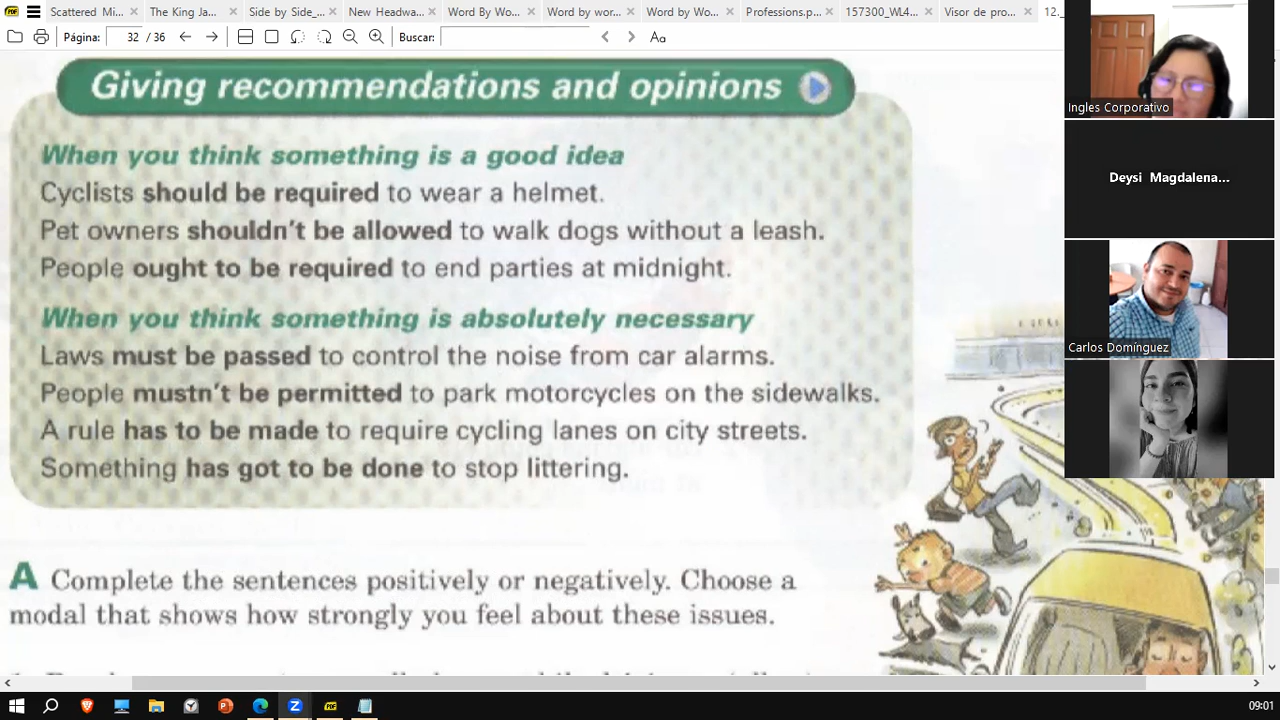 Scattered Mi...
The King Ja...
Side by Side_...
New Headwa...
Word By Wo...
Word by wor...
Word by Wo...
Professions.p...
157300_WL4...
Visor de pro...
12._
Página: 32 / 36
Buscar:
Aa
Giving recommendations and opinions
When you think something is a good idea
Cyclists should be required to wear a helmet.
Pet owners shouldn't be allowed to walk dogs without a leash.
People ought to be required to end parties at midnight.
When you think something is absolutely necessary
Laws must be passed to control the noise from car alarms.
People mustn't be permitted to park motorcycles on the sidewalks.
A rule has to be made to require cycling lanes on city streets.
Something has got to be done to stop littering.
A Complete the sentences positively or negatively. Choose a
modal that shows how strongly you feel about these issues.
Ingles Corporativo
Deysi Magdalena...
Carlos Domínguez
09:01